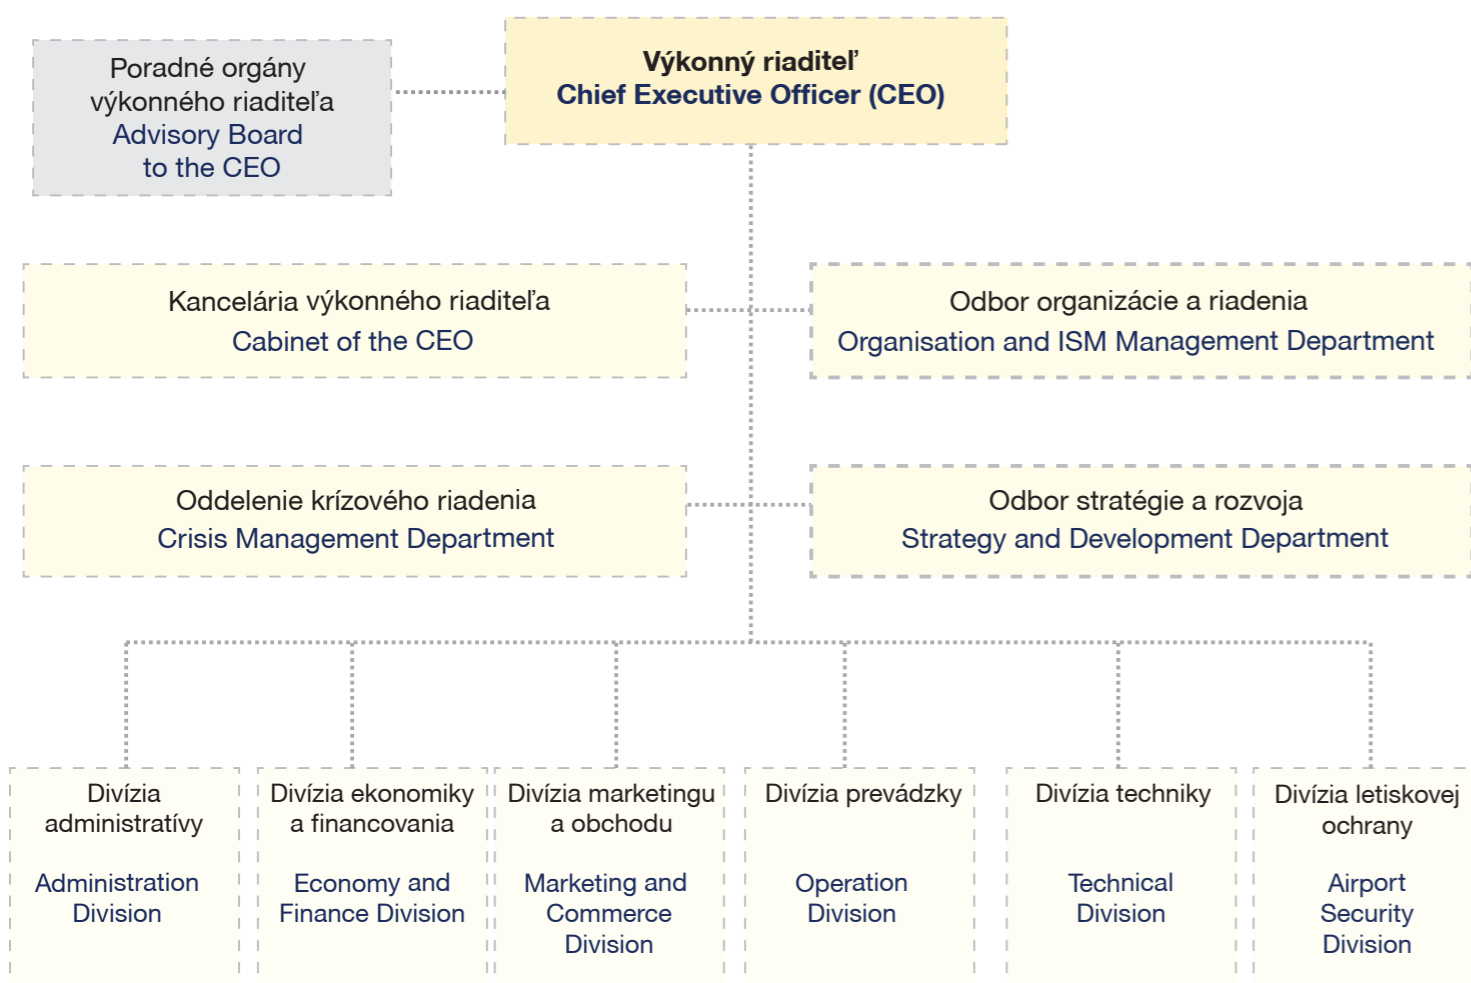 Poradné orgány
výkonného riaditeľa
Advisory Board
to the CEO
Výkonný riaditeľ
Chief Executive Officer (CEO)
Kancelária výkonného riaditeľa
Cabinet of the CEO
Odbor organizácie a riadenia
Organisation and ISM Management Department
Oddelenie krízového riadenia
Crisis Management Department
Odbor stratégie a rozvoja
Strategy and Development Department
Divízia
administratívy
Administration
Division
Divízia ekonomiky
a financovania
Economy and
Finance Division
Divízia marketingu
a obchodu
Marketing and
Commerce
Division
Divízia prevádzky
Operation
Division
Divízia techniky
Technical
Division
Divízia letiskovej
ochrany
Airport
Security
Division